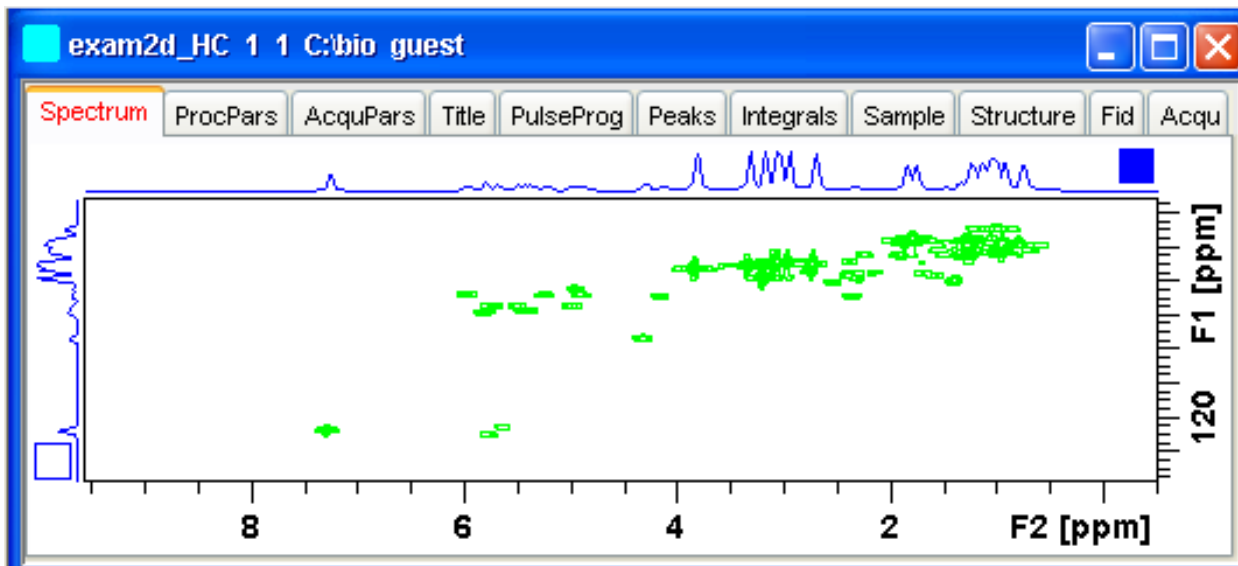 exam2d_HC 1 1 C:\bio guest
Spectrum ProcPars AcquPars Title PulseProg Peaks Integrals Sample Structure Fid Acqu
F1 [ppm]
120
8 6 4 2 F2 [ppm]